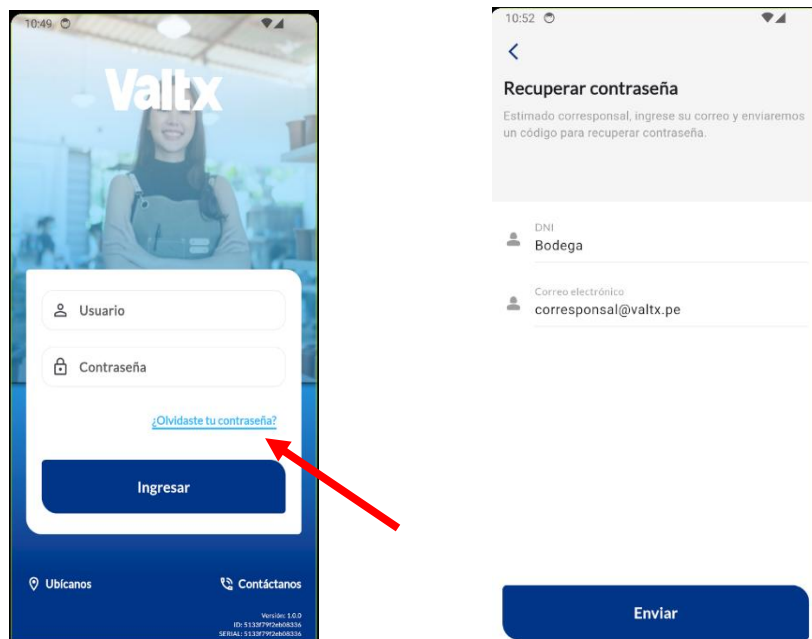 10:49
Valtx
Usuario
Contraseña
¿Olvidaste tu contraseña?
Ingresar
Ubícanos
Contáctanos
Versión: 1.0.0
ID: 5133f79f2eb08336
SERIAL: 5133f79f2eb08336
10:52
Recuperar contraseña
Estimado corresponsal, ingrese su correo y enviaremos
un código para recuperar contraseña.
DNI
Bodega
Correo electrónico
corresponsal@valtx.pe
Enviar